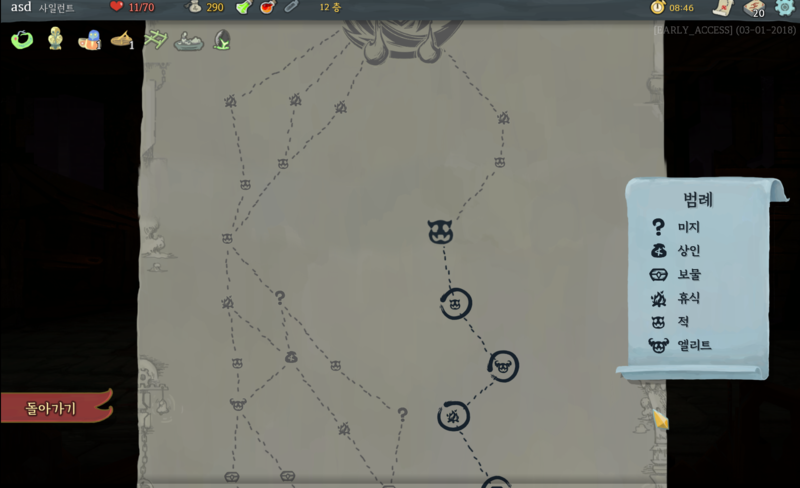 asd 사일런트 11/70 290 12 층 08:46 20
[EARLY_ACCESS] (03-01-2018)
1
범례
미지
상인
보물
휴식
적
엘리트
돌아가기